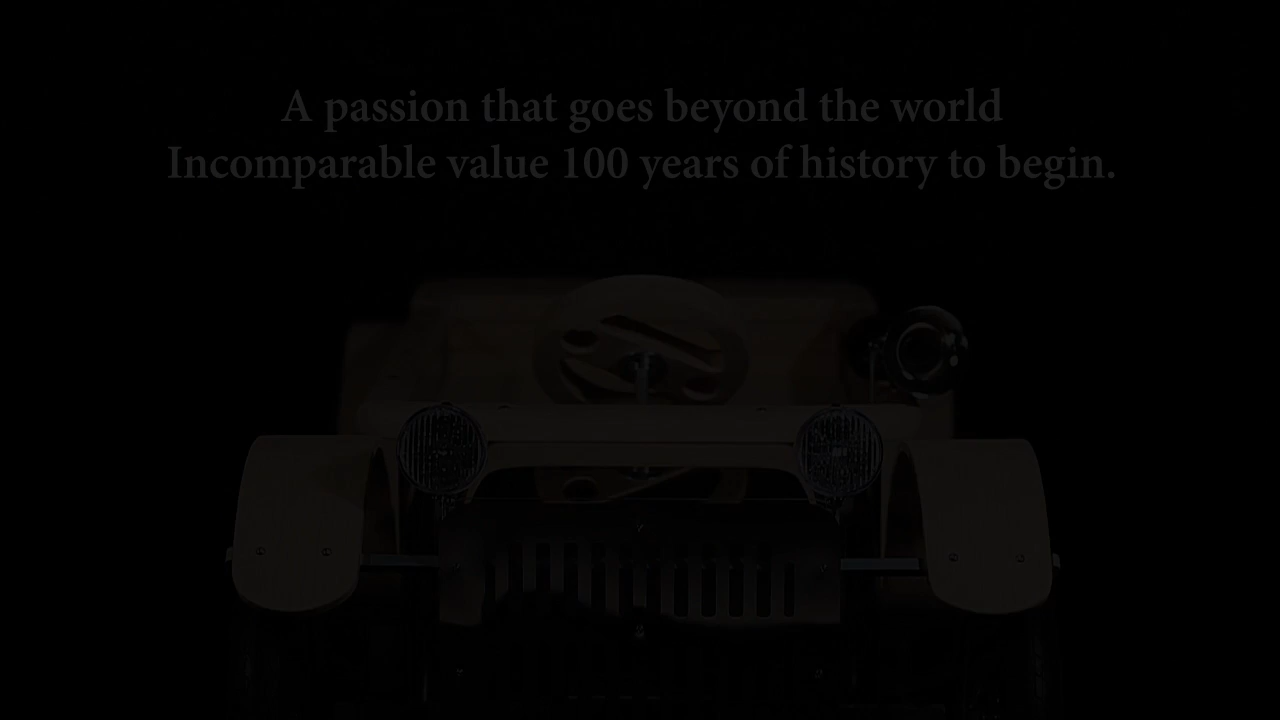 A passion that goes beyond the world
Incomparable value 100 years of history to begin.